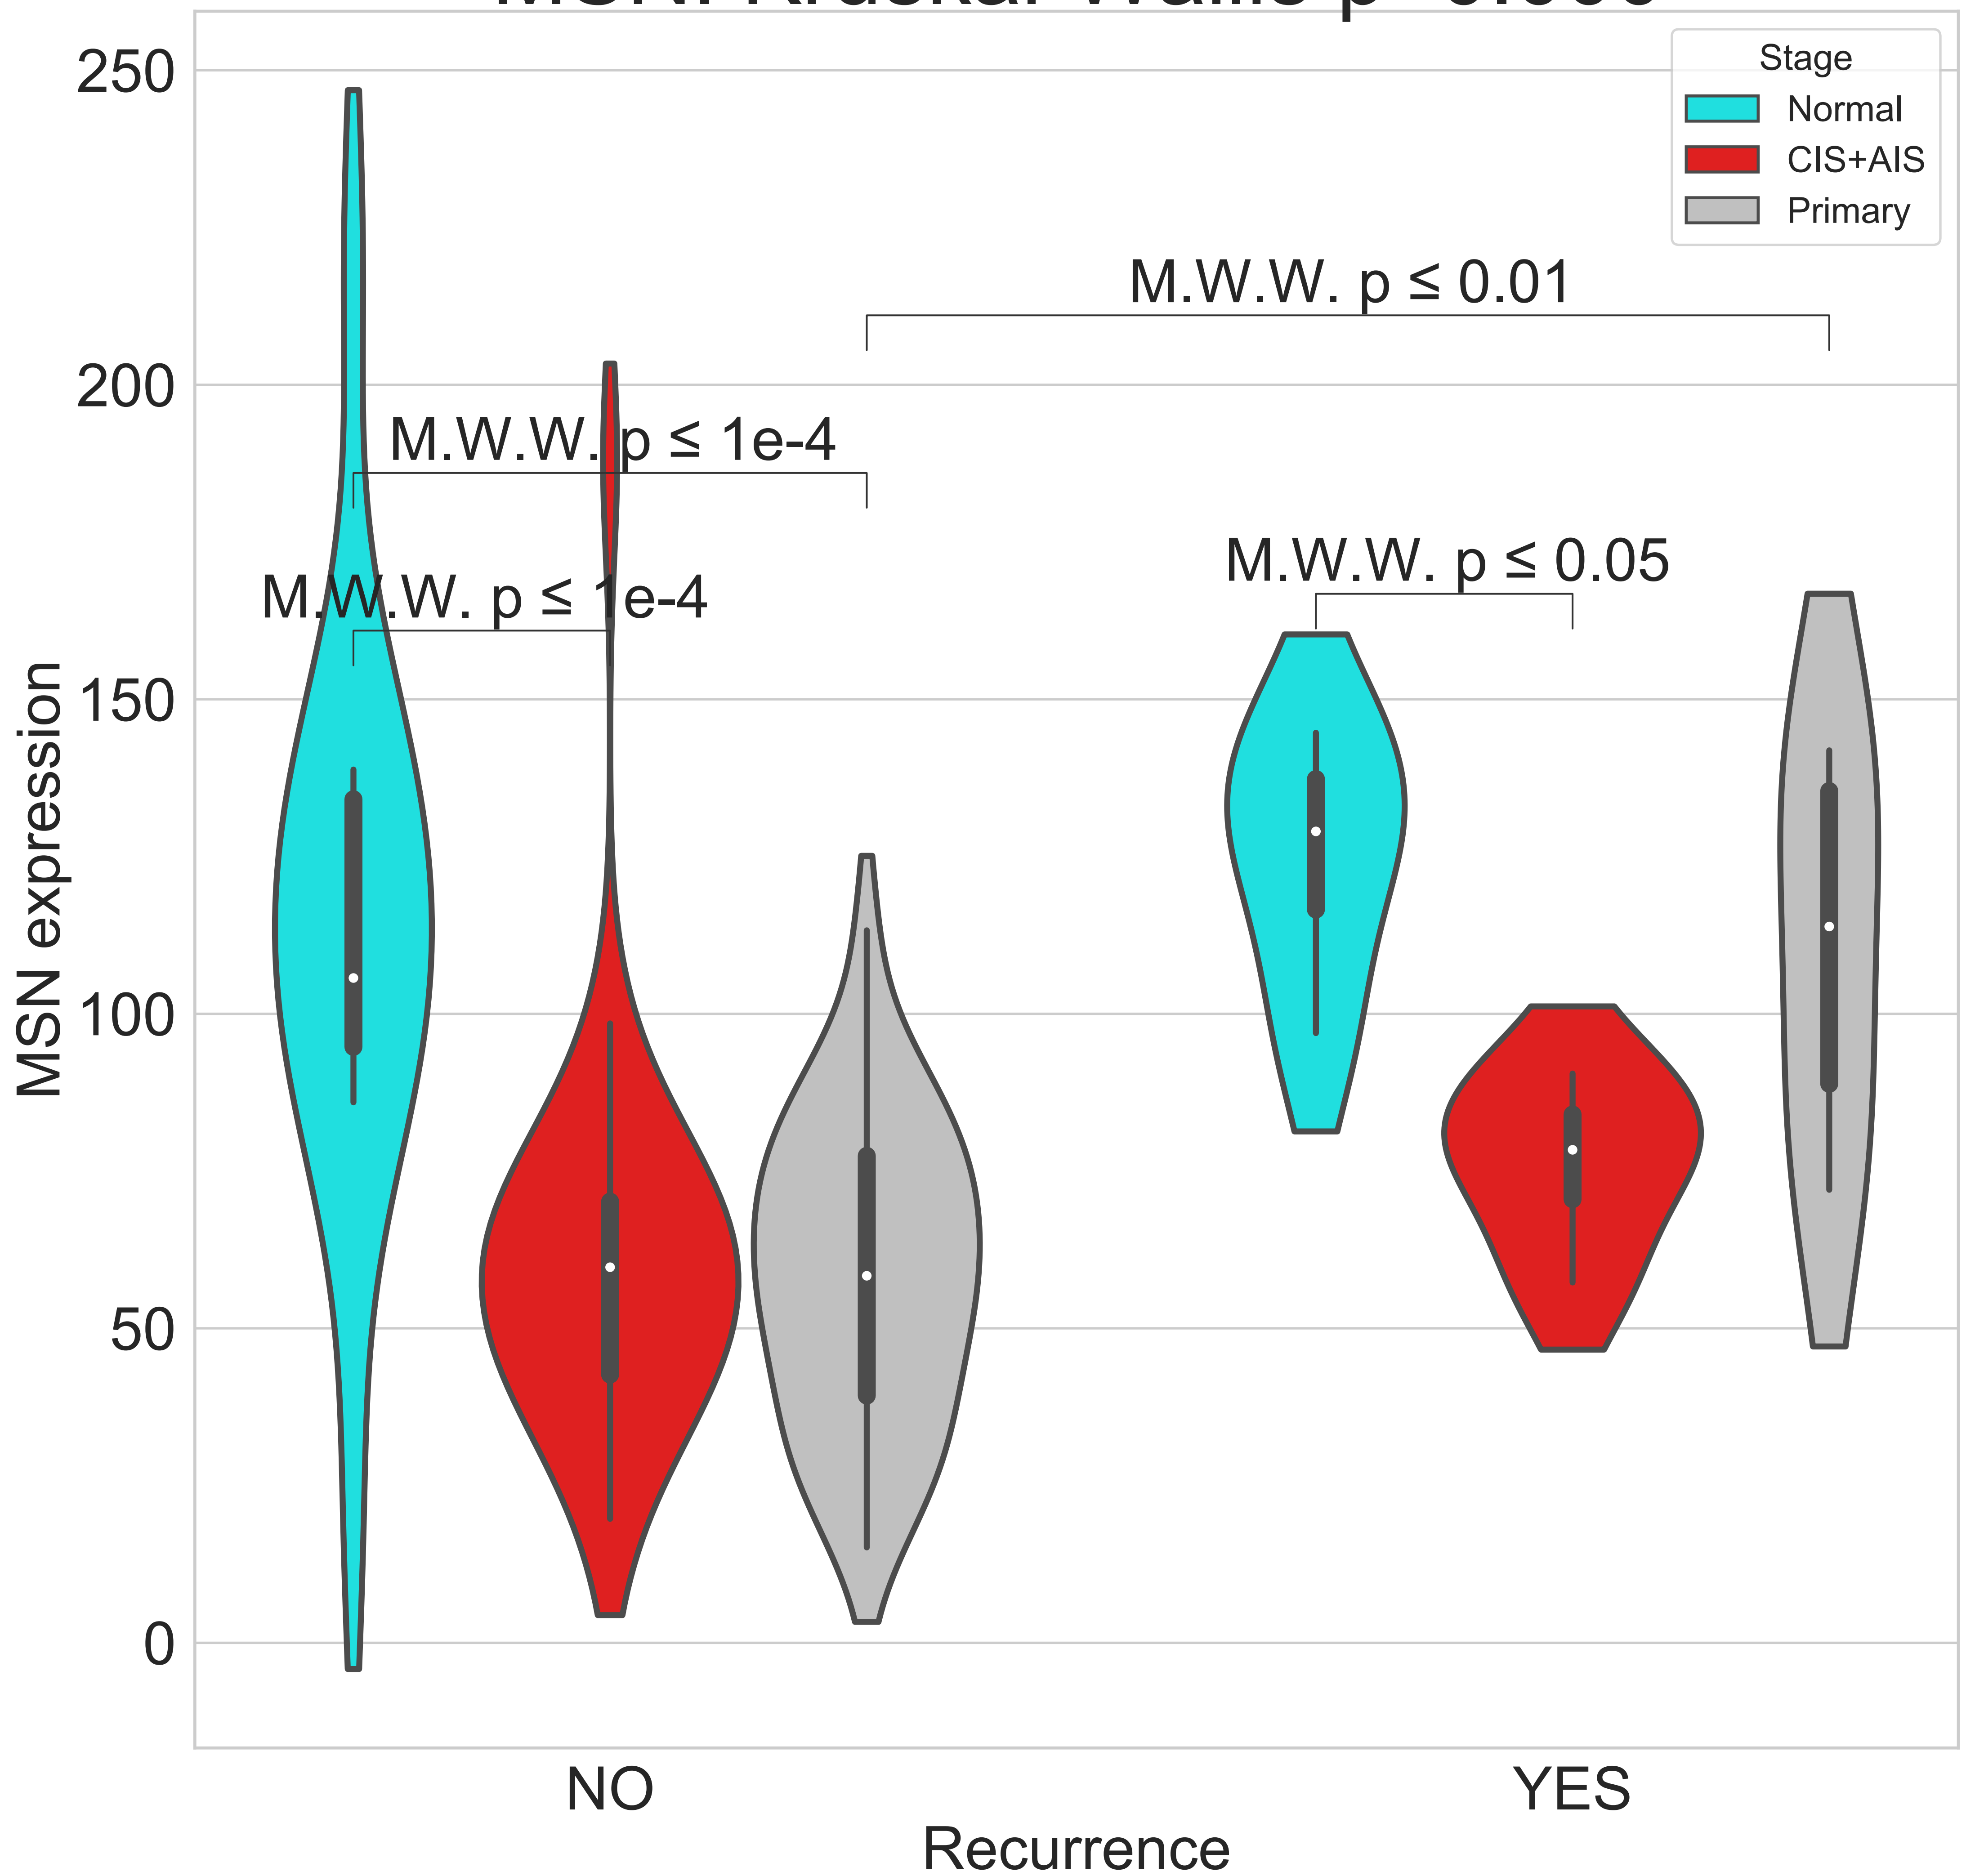 250
Stage
Normal
CIS+AIS
Primary
M.W.W. p ≤ 0.01
200
M.W.W. p ≤ 1e-4
M.W.W. p ≤ 0.05
M.W.W. p ≤ 1e-4
150
100
50
0
MSN expression
NO
YES
Recurrence